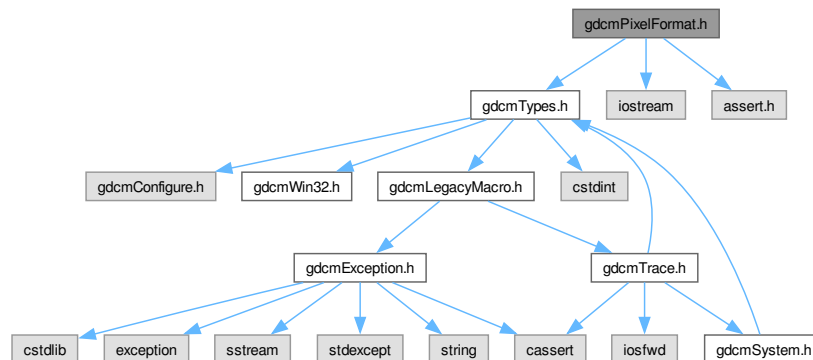 gdcmPixelFormat.h
gdcmTypes.h
iostream
assert.h
gdcmConfigure.h
gdcmWin32.h
gdcmLegacyMacro.h
cstdint
gdcmException.h
gdcmTrace.h
cstdlib
exception
sstream
stdexcept
string
cassert
iosfwd
gdcmSystem.h